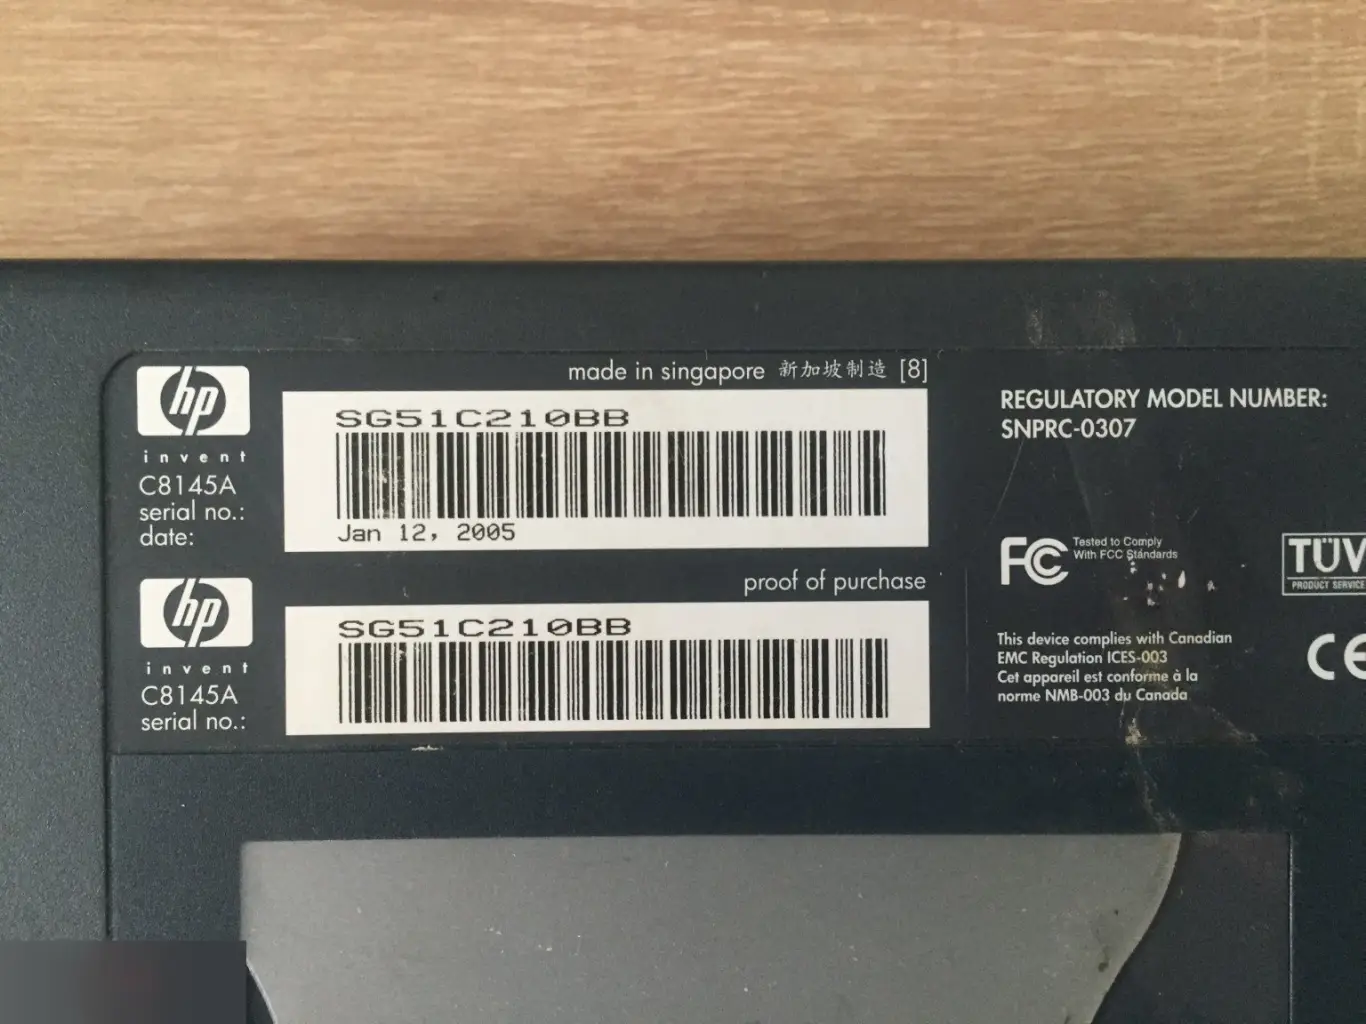 made in singapore 新加坡制造 [8]
hp
invent
C8145A
serial no.:
date:
SG51C210BB
Jan 12, 2005
proof of purchase
hp
invent
C8145A
serial no.:
SG51C210BB
REGULATORY MODEL NUMBER:
SNPRC-0307
FC
Tested to Comply
With FCC Standards
TÜV
PRODUCT SERVICE
This device complies with Canadian
EMC Regulation ICES-003
Cet appareil est conforme à la
norme NMB-003 du Canada
CE